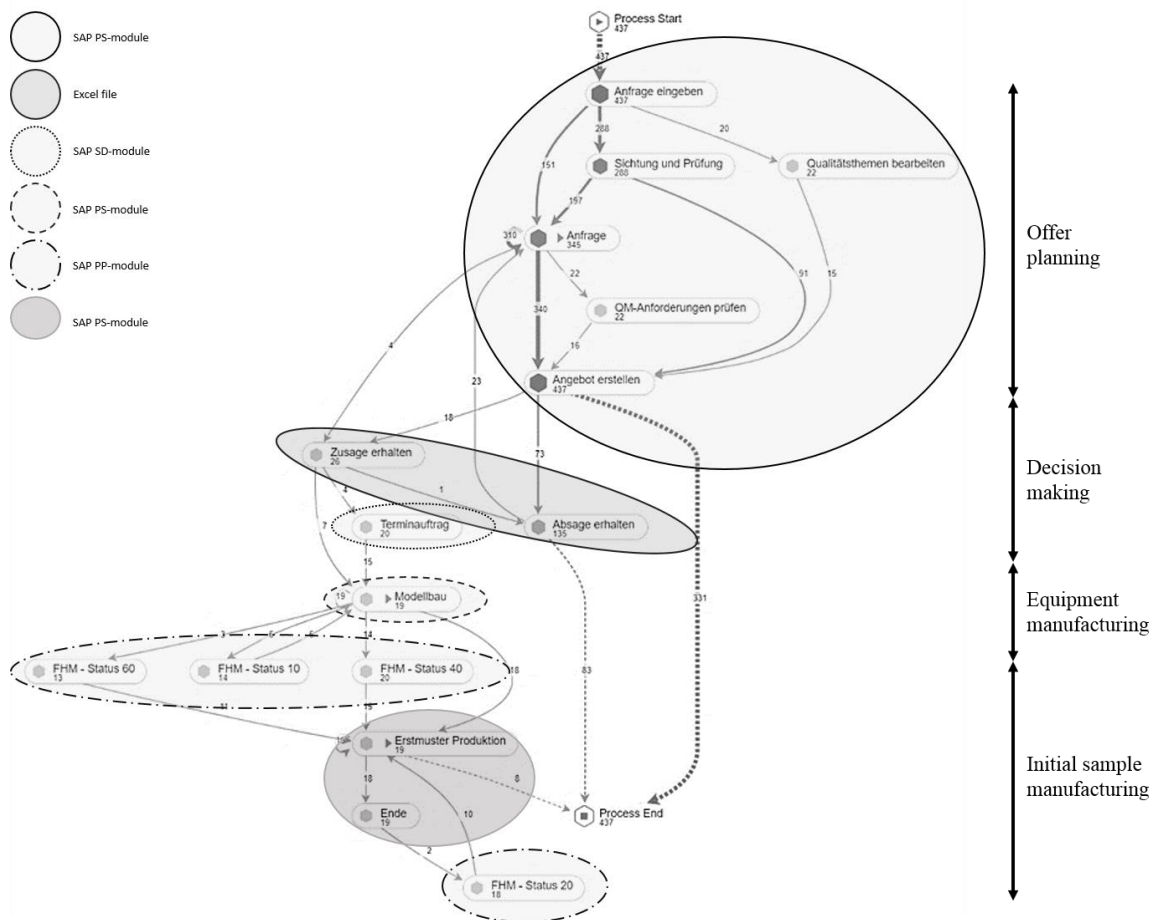 Process Start
437
437
SAP PS-module
Excel file
SAP SD-module
SAP PS-module
SAP PP-module
SAP PS-module
Anfrage eingeben
437
288
20
151
Sichtung und Prüfung
288
Qualitätsthemen bearbeiten
22
197
310
Anfrage
345
Offer
planning
22
91
15
340
QM-Anforderungen prüfen
22
16
4
23
Angebot erstellen
437
18
73
Zusage erhalten
26
Decision
making
4
1
7
Terminauftrag
20
Absage erhalten
135
15
19
Modellbau
19
331
Equipment
manufacturing
3
6
14
18
83
FHM - Status 60
13
FHM - Status 10
14
FHM - Status 40
20
11
15
Erstmuster Produktion
19
Initial sample
manufacturing
18
10
Ende
19
Process End
437
2
FHM - Status 20
18